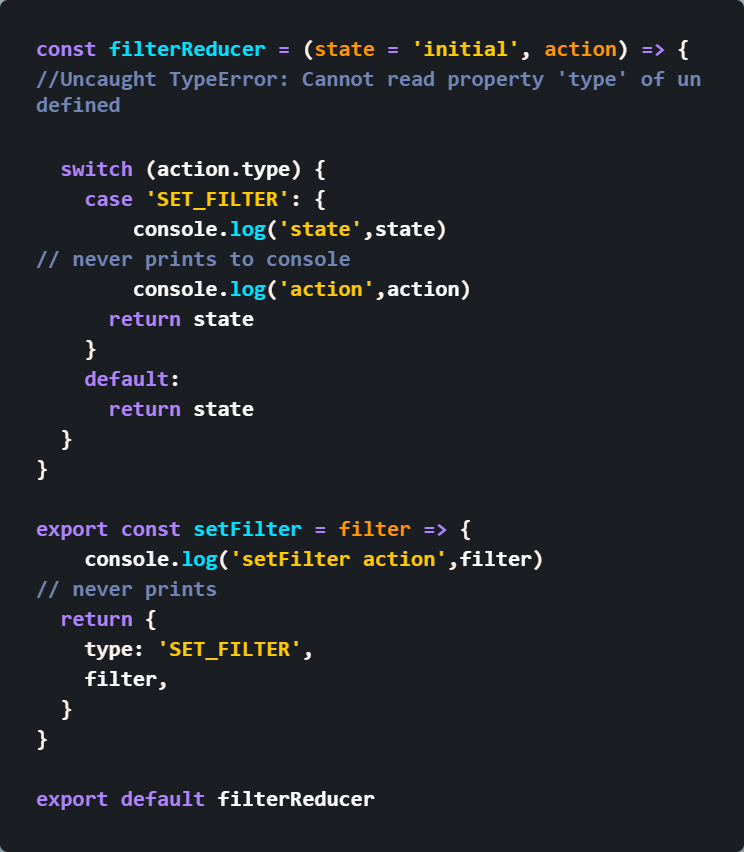 const filterReducer = (state = 'initial', action) => {
//Uncaught TypeError: Cannot read property 'type' of un
defined
switch (action.type) {
case 'SET_FILTER': {
console.log('state',state)
// never prints to console
console.log('action',action)
return state
}
default:
return state
}
}
export const setFilter = filter => {
console.log('setFilter action',filter)
// never prints
return {
type: 'SET_FILTER',
filter,
}
}
export default filterReducer